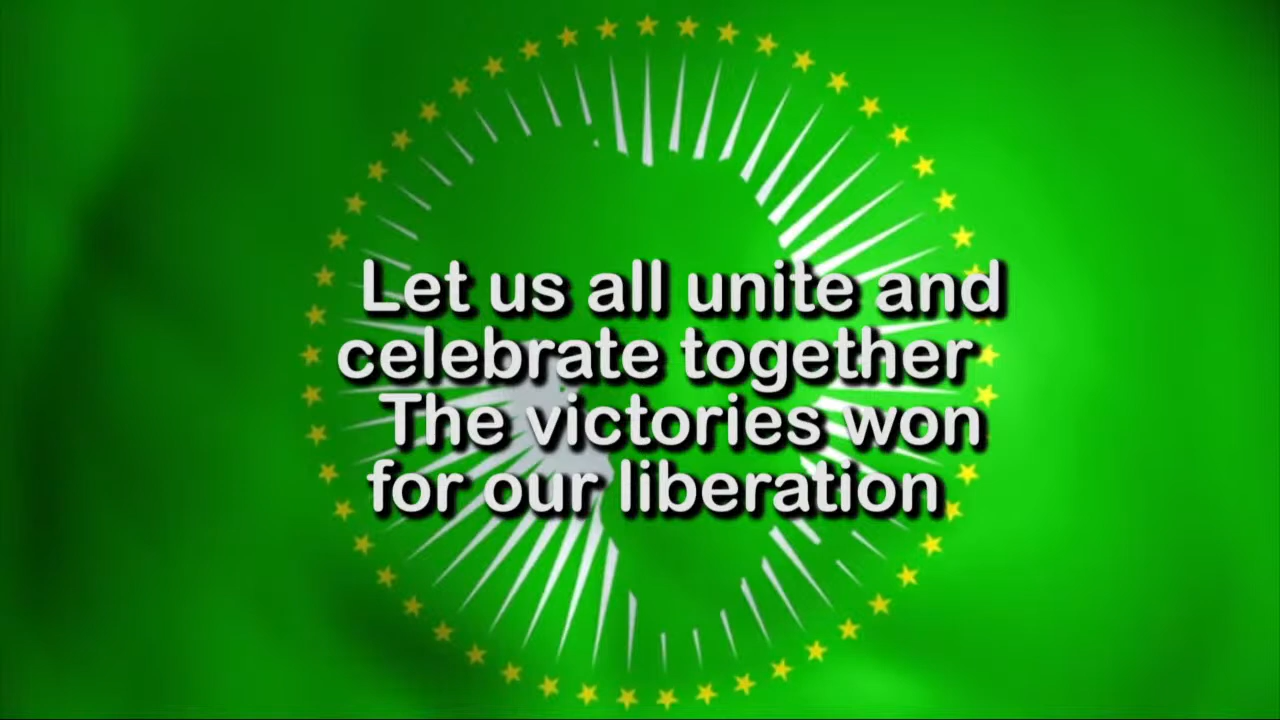 Let us all unite and
celebrate together
The victories won
for our liberation